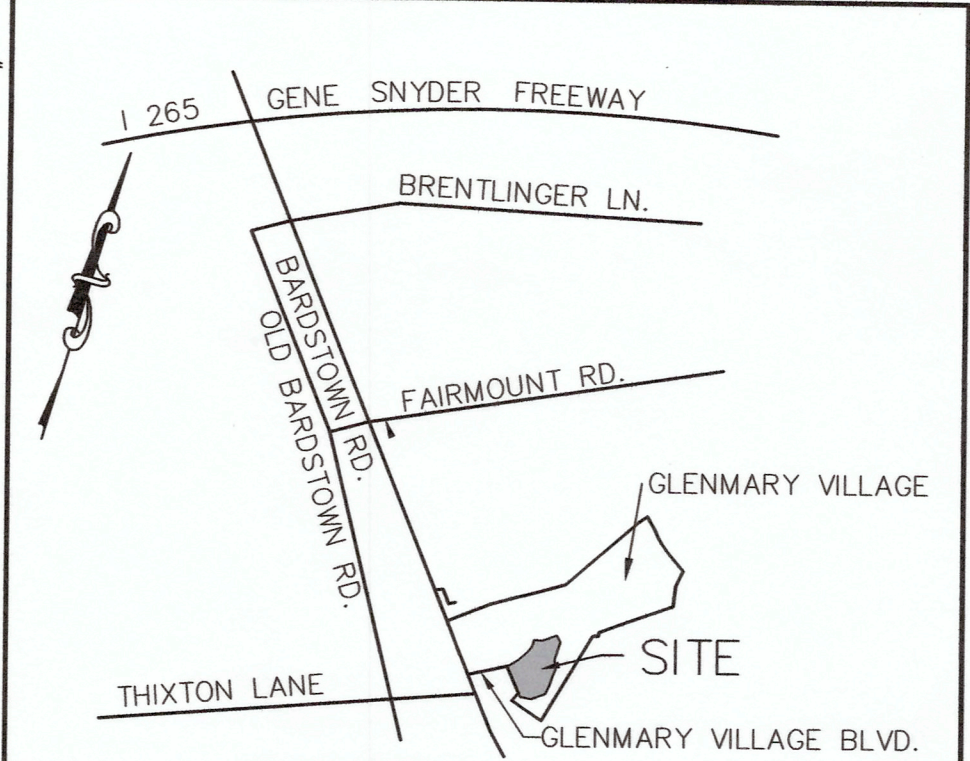 I 265
GENE SNYDER FREEWAY
BRENTLINGER LN.
BARDSTOWN RD.
OLD BARDSTOWN RD.
FAIRMOUNT RD.
GLENMARY VILLAGE
SITE
THIXTON LANE
GLENMARY VILLAGE BLVD.